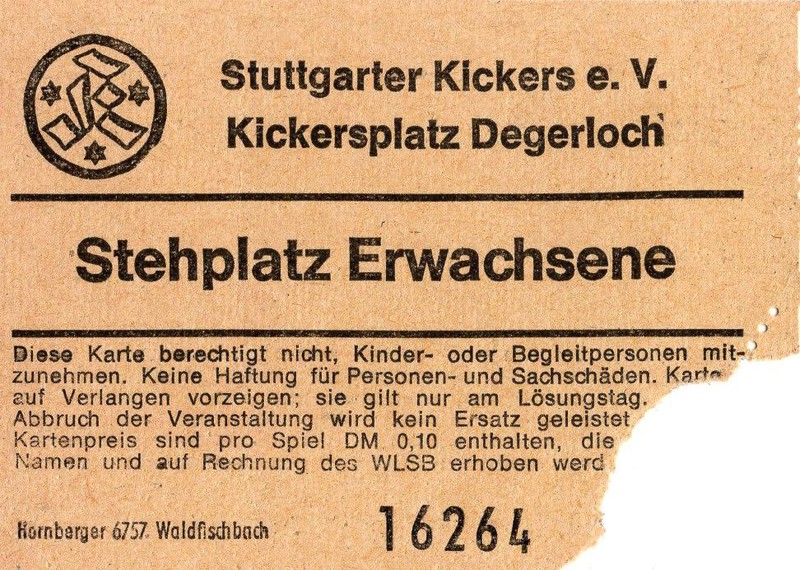 Stuttgarter Kickers e. V.
Kickersplatz Degerloch
Stehplatz Erwachsene
Diese Karte berechtigt nicht, Kinder- oder Begleitpersonen mit-
zunehmen. Keine Haftung für Personen- und Sachschäden. Karte
auf Verlangen vorzeigen; sie gilt nur am Lösungstag.
Abbruch der Veranstaltung wird kein Ersatz geleistet
Kartenpreis sind pro Spiel DM 0,10 enthalten, die
Namen und auf Rechnung des WLSB erhoben werd
Hornberger 6757 Waldfischbach
16264